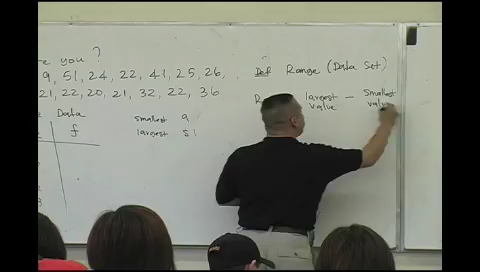 re you ?
9, 51, 24, 22, 41, 25, 26,
21, 22, 20, 21, 32, 22, 36
Data
f
smallest 9
largest 51
Def Range (Data Set)
R largest value – smallest value